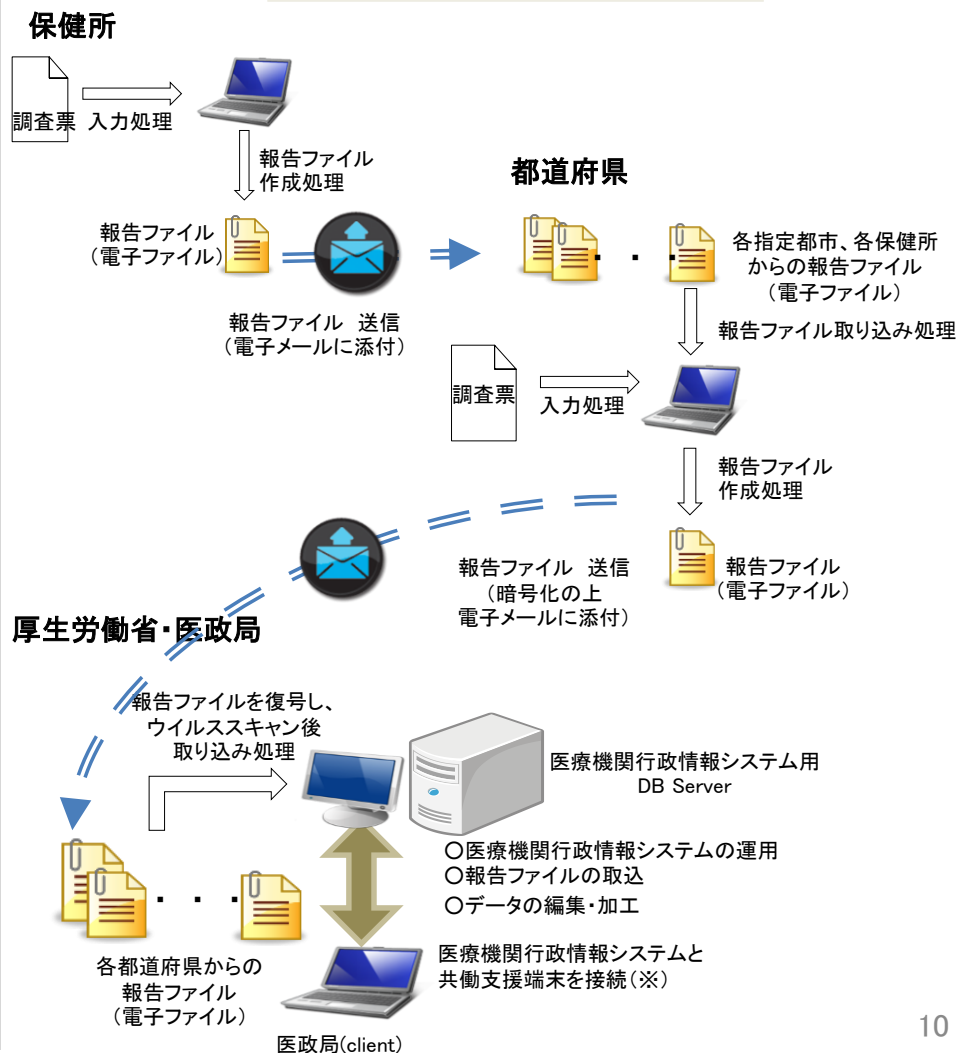 保健所
調査票
入力処理
報告ファイル
作成処理
都道府県
報告ファイル
(電子ファイル)
各指定都市、各保健所
からの報告ファイル
(電子ファイル)
報告ファイル 送信
(電子メールに添付)
報告ファイル取り込み処理
調査票
入力処理
報告ファイル
作成処理
報告ファイル 送信
(暗号化の上
電子メールに添付)
報告ファイル
(電子ファイル)
厚生労働省・医政局
報告ファイルを復号し、
ウイルススキャン後
取り込み処理
医療機関行政情報システム用
DB Server
○医療機関行政情報システムの運用
○報告ファイルの取込
○データの編集・加工
各都道府県からの
報告ファイル
(電子ファイル)
医療機関行政情報システムと
共働支援端末を接続(※)
医政局(client)
10